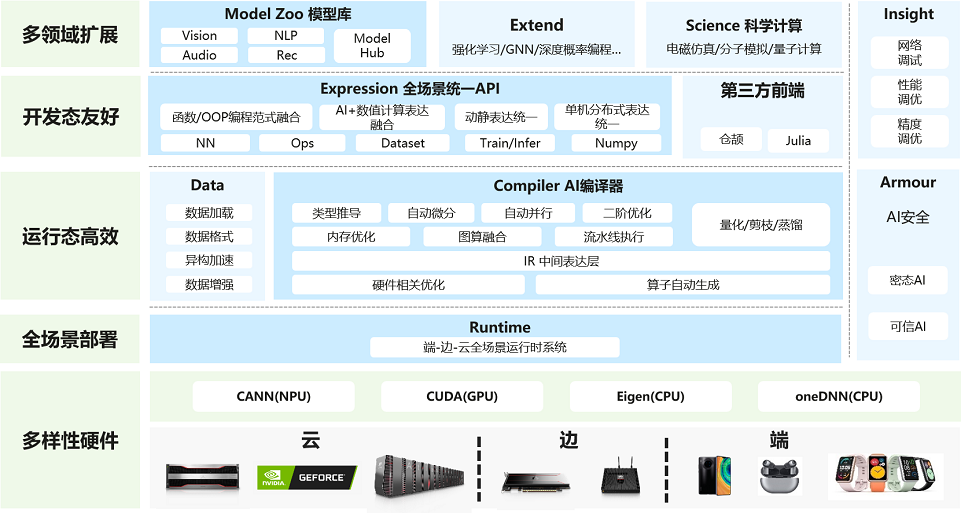 多领域扩展
Model Zoo 模型库
Vision
NLP
Model
Hub
Audio
Rec
Extend
强化学习/GNN/深度概率编程...
Science 科学计算
电磁仿真/分子模拟/量子计算
Insight
网络
调试
性能
调优
精度
调优
开发态友好
Expression 全场景统一API
函数/OOP编程范式融合
AI+数值计算表达
融合
动静表达统一
单机分布式表达
统一
NN
Ops
Dataset
Train/Infer
Numpy
第三方前端
仓颉
Julia
运行态高效
Data
数据加载
数据格式
异构加速
数据增强
Compiler AI编译器
类型推导
自动微分
自动并行
二阶优化
量化/剪枝/蒸馏
内存优化
图算融合
流水线执行
IR 中间表达层
硬件相关优化
算子自动生成
Armour
AI安全
密态AI
可信AI
全场景部署
Runtime
端-边-云全场景运行时系统
多样性硬件
CANN(NPU)
CUDA(GPU)
Eigen(CPU)
oneDNN(CPU)
云
边
端
NVIDIA
GEFORCE